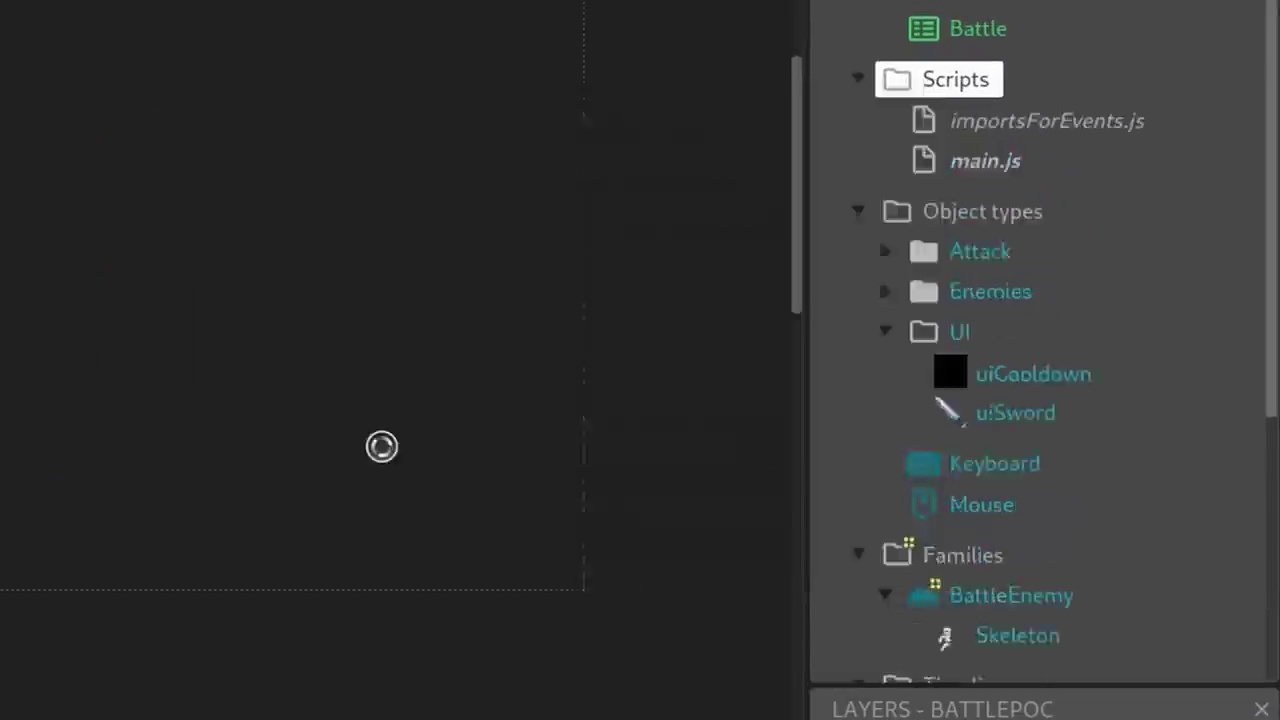 Battle
Scripts
importsForEvents.js
main.js
Object types
Attack
Enemies
UI
uiCooldown
uiSword
Keyboard
Mouse
Families
BattleEnemy
Skeleton
LAYERS - BATTLEPOC